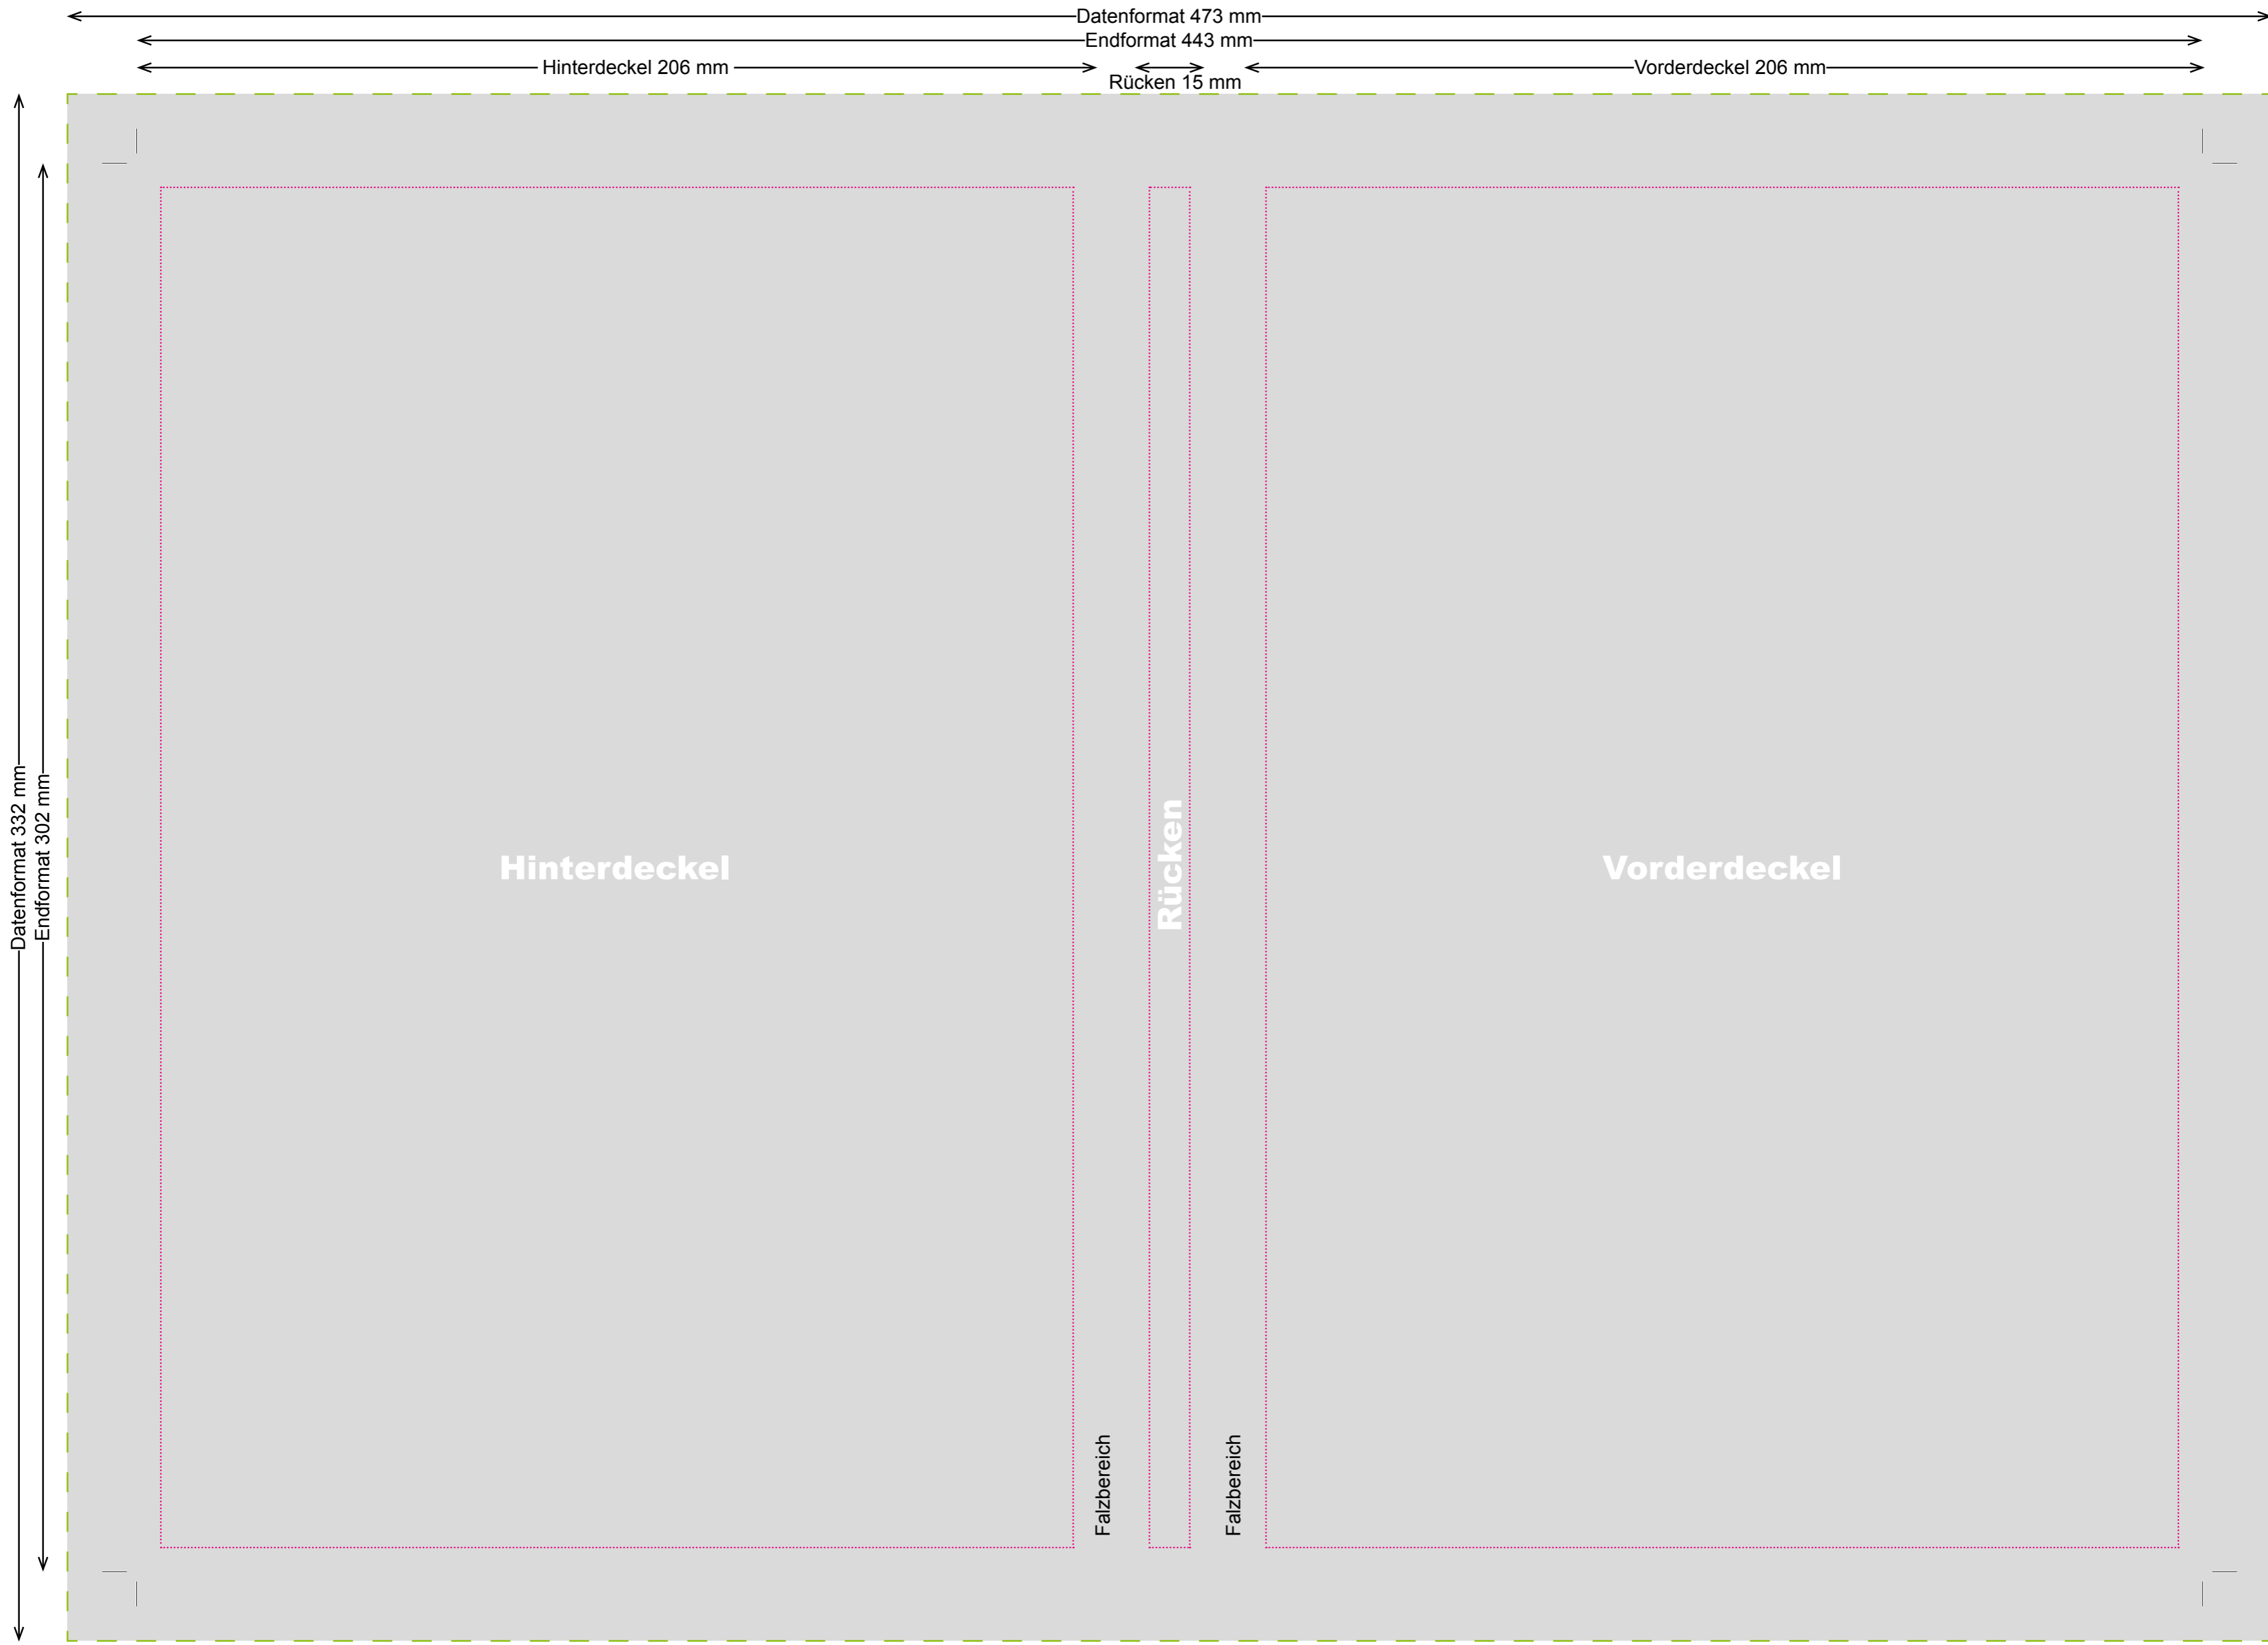 Datenformat 473 mm
Endformat 443 mm
Hinterdeckel 206 mm
Rücken 15 mm
Vorderdeckel 206 mm
Datenformat 332 mm
Endformat 302 mm
Hinterdeckel
Rücken
Vorderdeckel
Falzbereich
Falzbereich